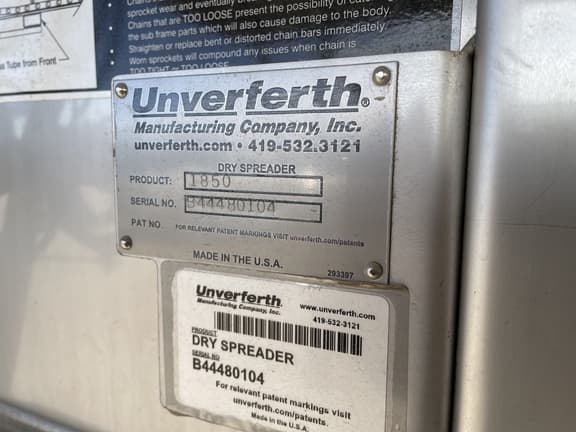 sprocket wear and eventually
Chains that are TOO LOOSE present the possibility of
the sub frame parts which will also cause damage to the body.
Straighten or replace bent or distorted chain bars immediately.
Worn sprockets will compound any issues when chain is
TOO TIGHT or TOO LOOSE.
Tube from Front
Unverferth®
Manufacturing Company, Inc.
unverferth.com • 419-532.3121
DRY SPREADER
PRODUCT: 1850
SERIAL NO. B44480104
PAT NO. FOR RELEVANT PATENT MARKINGS VISIT unverferth.com/patents
MADE IN THE U.S.A. 293397
Unverferth
Manufacturing Company, Inc.
www.unverferth.com
419-532-3121
PRODUCT
DRY SPREADER
SERIAL NO
B44480104
For relevant patent markings visit
unverferth.com/patents.
Made in the U.S.A.